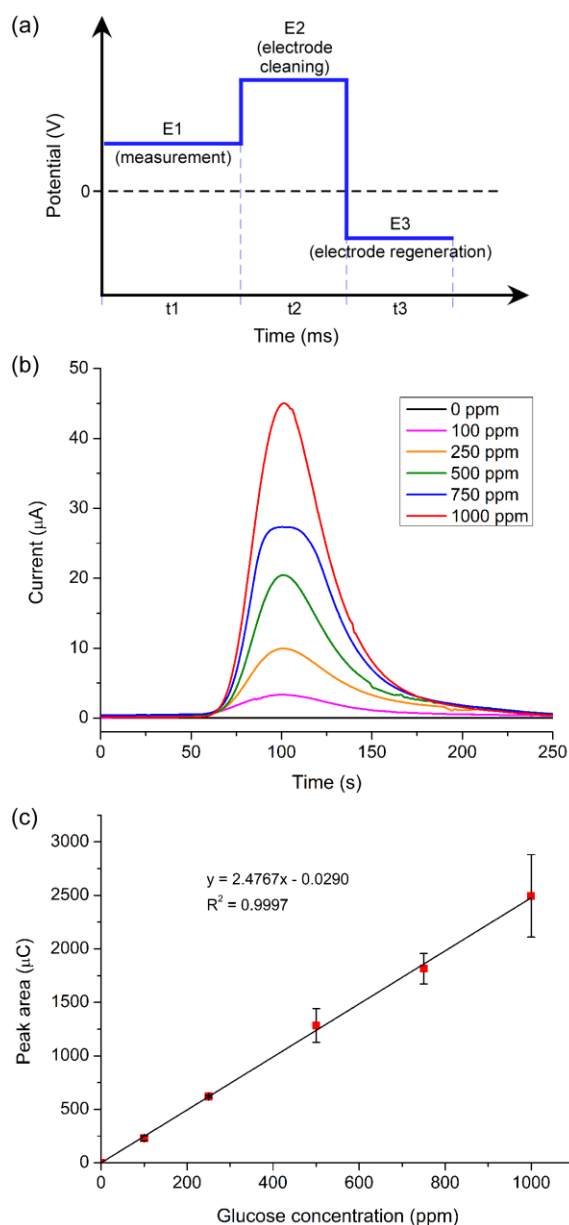 (a)
E2
(electrode
cleaning)
E1
(measurement)
Potential (V)
0
E3
(electrode regeneration)
t1 t2 t3
Time (ms)
(b)
50
40
30
20
10
0
Current (μA)
0 ppm
100 ppm
250 ppm
500 ppm
750 ppm
1000 ppm
0 50 100 150 200 250
Time (s)
(c)
3000
2500
2000
1500
1000
500
0
Peak area (μC)
y = 2.4767x - 0.0290
R² = 0.9997
0 200 400 600 800 1000
Glucose concentration (ppm)